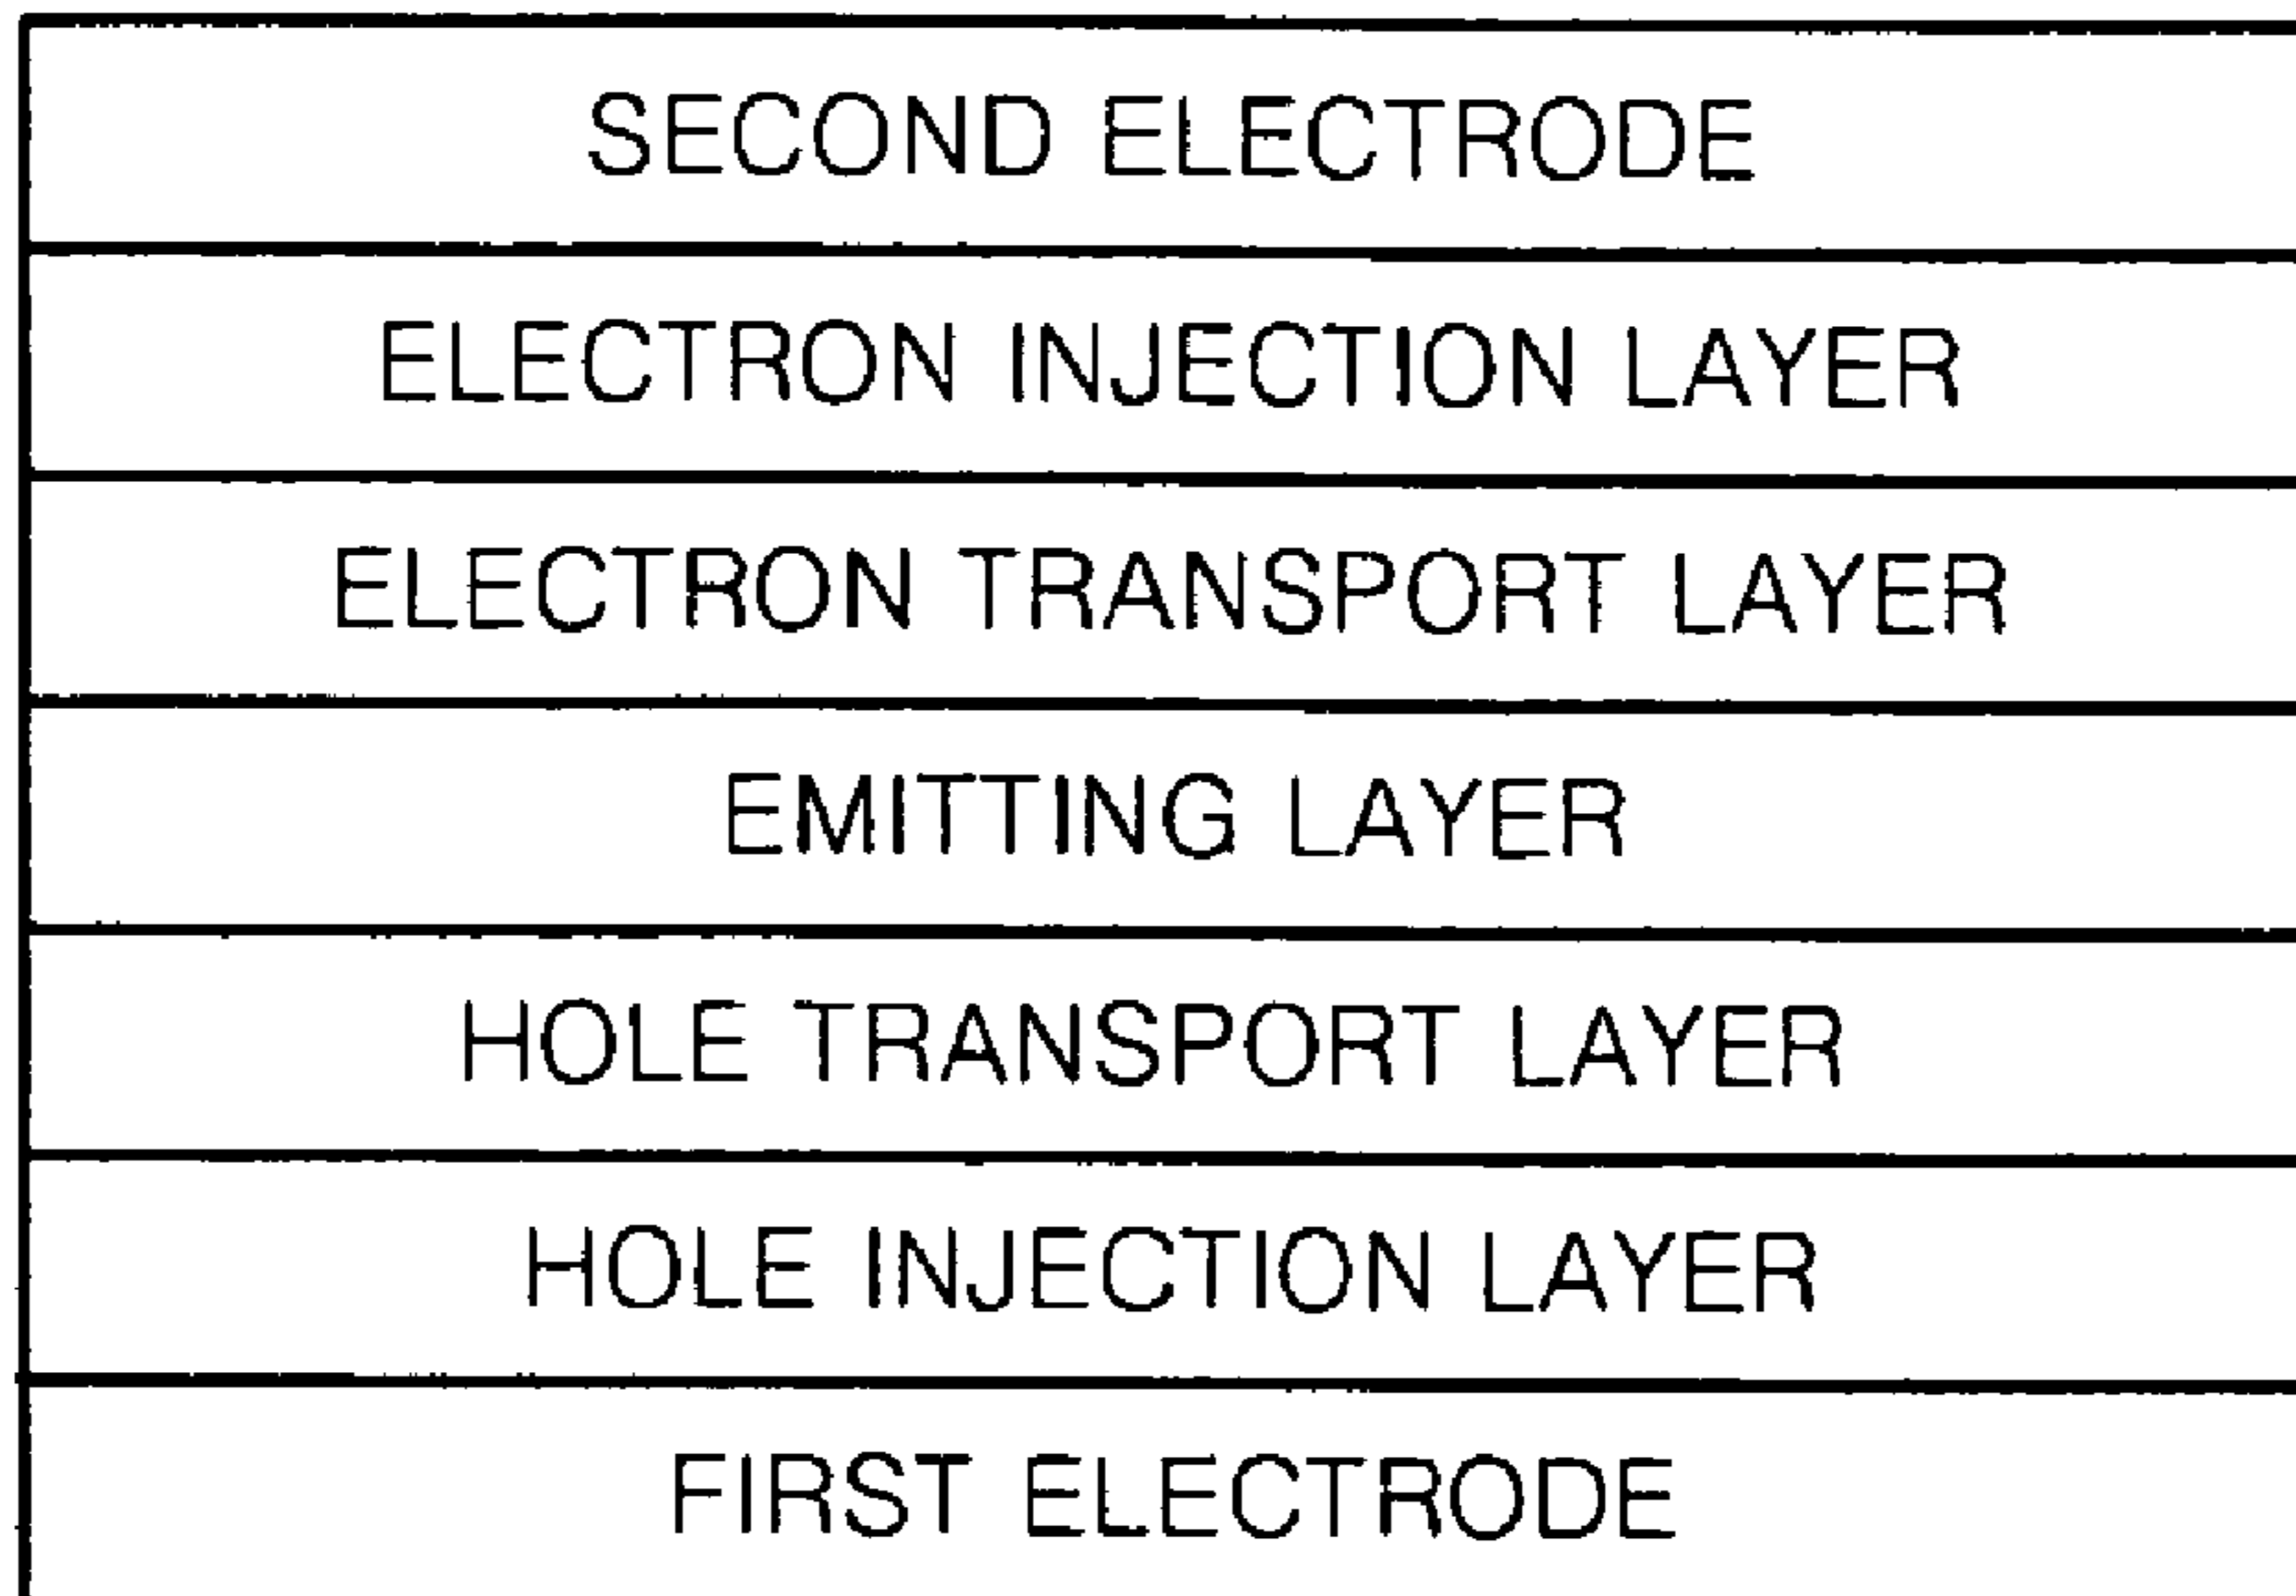 SECOND ELECTRODE
ELECTRON INJECTION LAYER
ELECTRON TRANSPORT LAYER
EMITTING LAYER
HOLE TRANSPORT LAYER
HOLE INJECTION LAYER
FIRST ELECTRODE